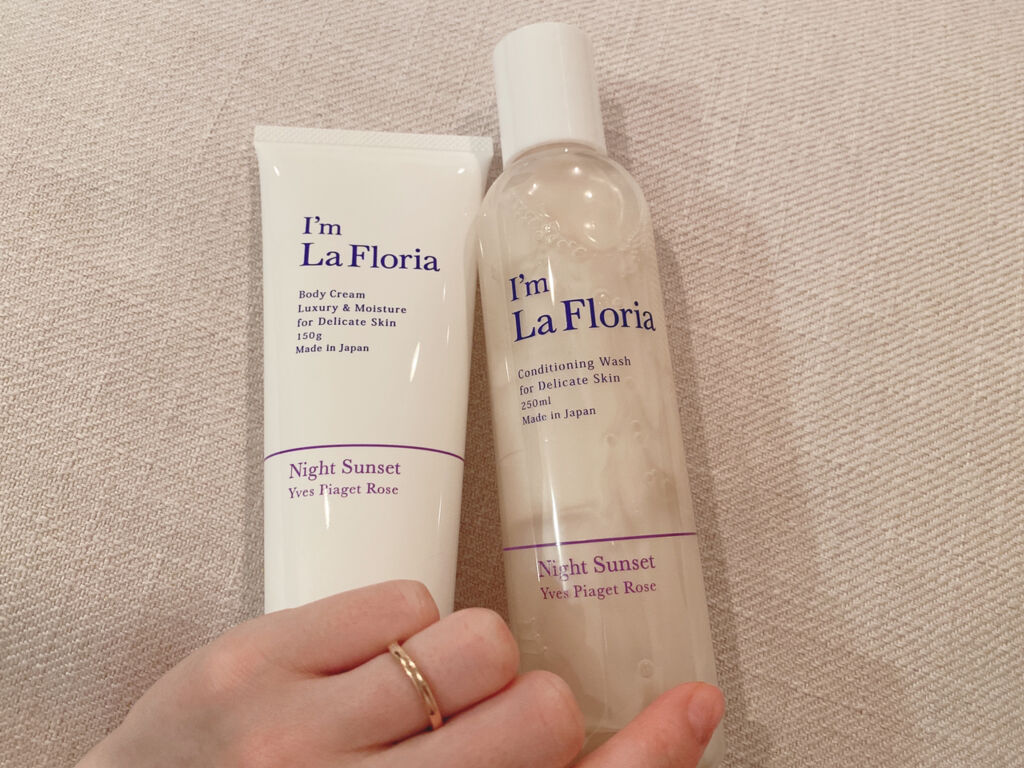 I'm
La Floria
Body Cream
Luxury & Moisture
for Delicate Skin
150g
Made in Japan
Night Sunset
Yves Piaget Rose
I'm
La Floria
Conditioning Wash
for Delicate Skin
250ml
Made in Japan
Night Sunset
Yves Piaget Rose